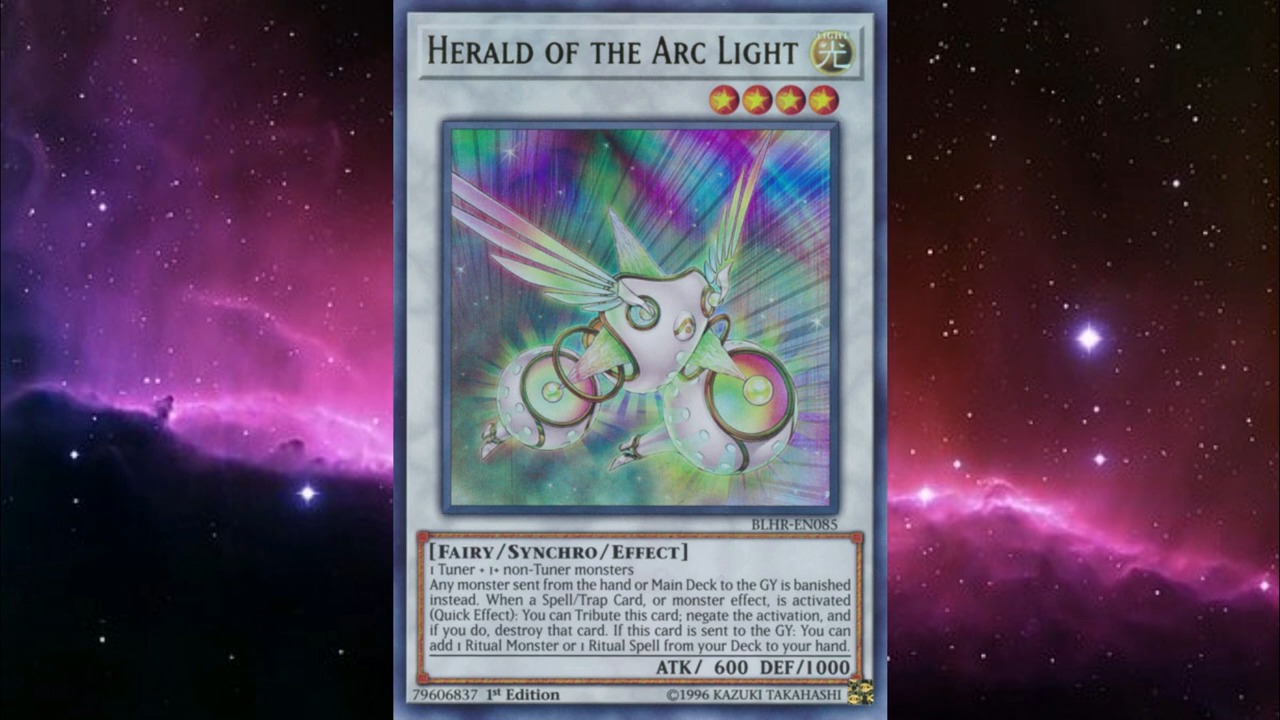 HERALD OF THE ARC LIGHT
LIGHT
光
BLHR-EN085
[FAIRY/SYNCHRO/EFFECT]
1 Tuner + 1+ non-Tuner monsters
Any monster sent from the hand or Main Deck to the GY is banished
instead. When a Spell/Trap Card, or monster effect, is activated
(Quick Effect): You can Tribute this card; negate the activation, and
if you do, destroy that card. If this card is sent to the GY: You can
add 1 Ritual Monster or 1 Ritual Spell from your Deck to your hand.
ATK/ 600 DEF/1000
79606837 1st Edition ©1996 KAZUKI TAKAHASHI